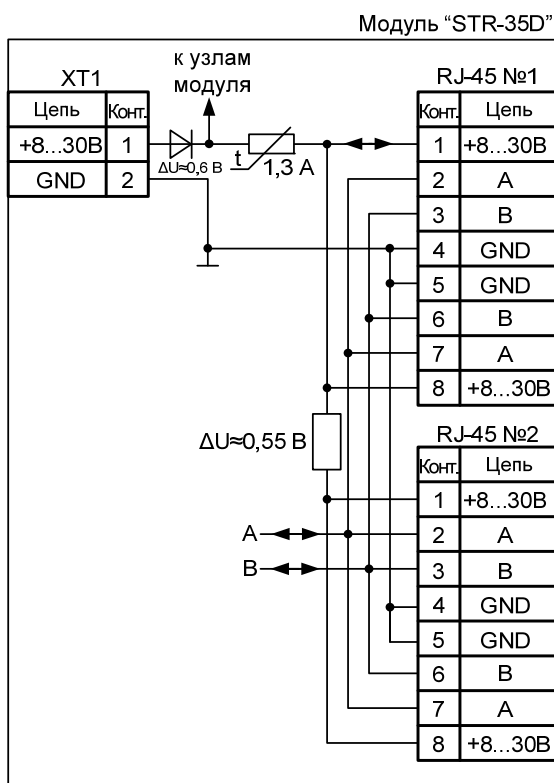 Модуль “STR-35D”
к узлам
модуля
XT1
Цепь Конт.
+8...30В 1
GND 2
ΔU≈0,6 В
t
1,3 А
RJ-45 №1
Конт. Цепь
1 +8...30В
2 А
3 В
4 GND
5 GND
6 В
7 А
8 +8...30В
ΔU≈0,55 В
RJ-45 №2
Конт. Цепь
1 +8...30В
2 А
3 В
4 GND
5 GND
6 В
7 А
8 +8...30В
А
В